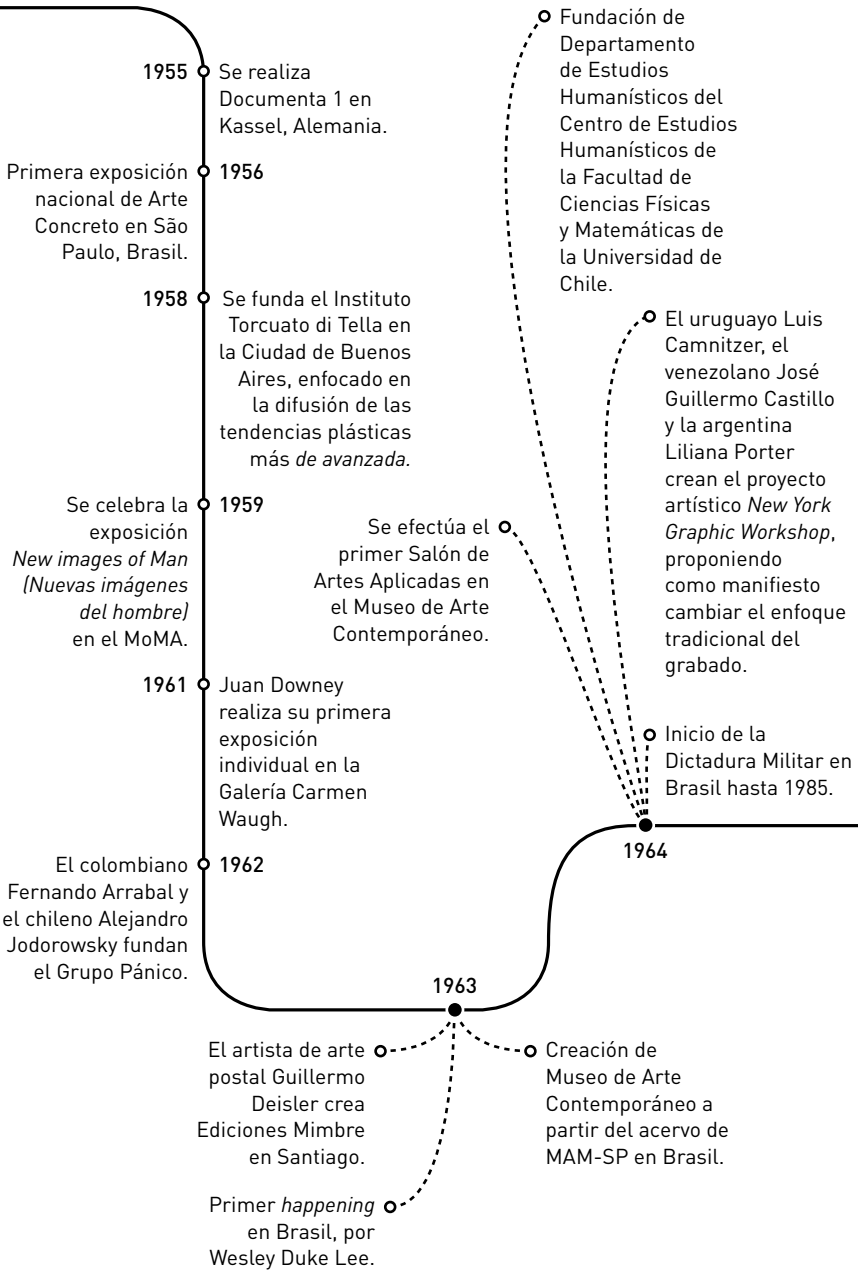 1955
Se realiza
Documenta 1 en
Kassel, Alemania.
1956
Primera exposición
nacional de Arte
Concreto en São
Paulo, Brasil.
1958
Se funda el Instituto
Torcuato di Tella en
la Ciudad de Buenos
Aires, enfocado en
la difusión de las
tendencias plásticas
más de avanzada.
1959
Se celebra la
exposición
New images of Man
(Nuevas imágenes
del hombre)
en el MoMA.
1961
Juan Downey
realiza su primera
exposición
individual en la
Galería Carmen
Waugh.
1962
El colombiano
Fernando Arrabal y
el chileno Alejandro
Jodorowsky fundan
el Grupo Pánico.
1963
El artista de arte
postal Guillermo
Deisler crea
Ediciones Mimbre
en Santiago.
Primer happening
en Brasil, por
Wesley Duke Lee.
Creación de
Museo de Arte
Contemporáneo a
partir del acervo de
MAM-SP en Brasil.
1964
Se efectúa el
primer Salón de
Artes Aplicadas en
el Museo de Arte
Contemporáneo.
Fundación de
Departamento
de Estudios
Humanísticos del
Centro de Estudios
Humanísticos de
la Facultad de
Ciencias Físicas
y Matemáticas de
la Universidad de
Chile.
El uruguayo Luis
Camnitzer, el
venezolano José
Guillermo Castillo
y la argentina
Liliana Porter
crean el proyecto
artístico New York
Graphic Workshop,
proponiendo
como manifiesto
cambiar el enfoque
tradicional del
grabado.
Inicio de la
Dictadura Militar en
Brasil hasta 1985.